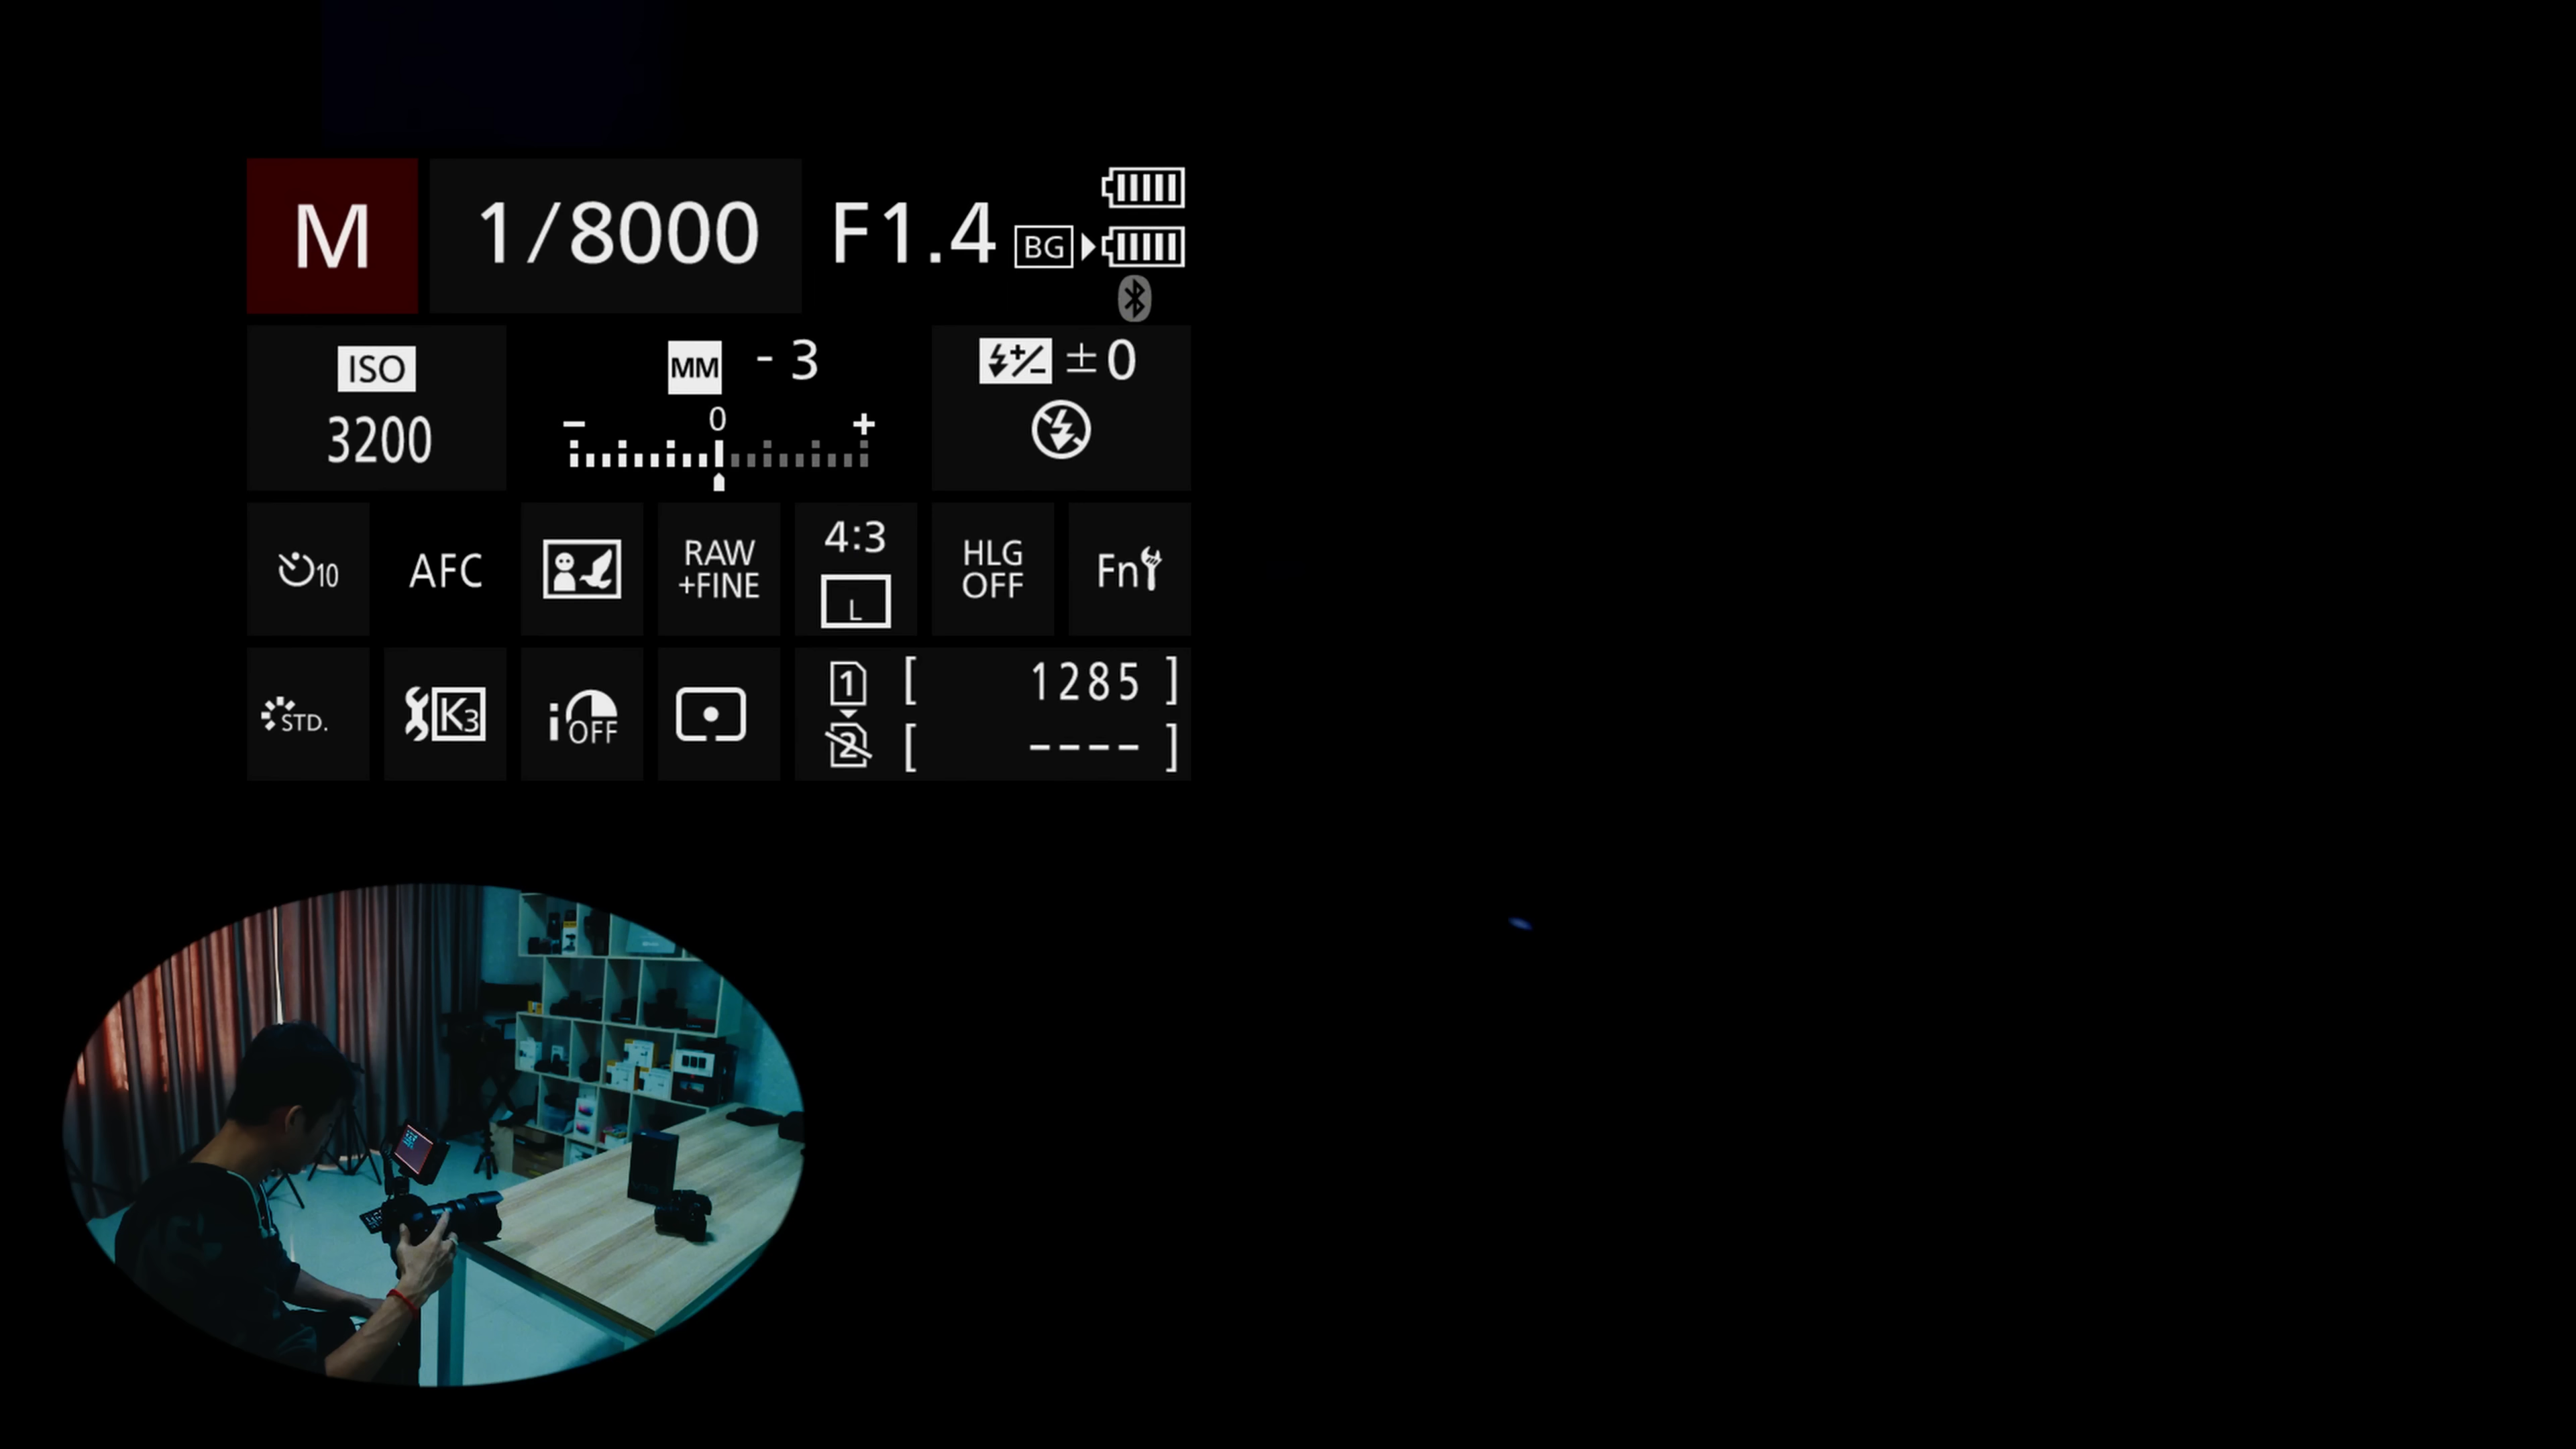 M 1/8000 F1.4 BG
ISO MM - 3 ± 0
3200 - 0 +
10 AFC RAW +FINE 4:3 L HLG OFF Fn
STD. K3 i OFF 1 [ 1285 ]
2 [ ---- ]